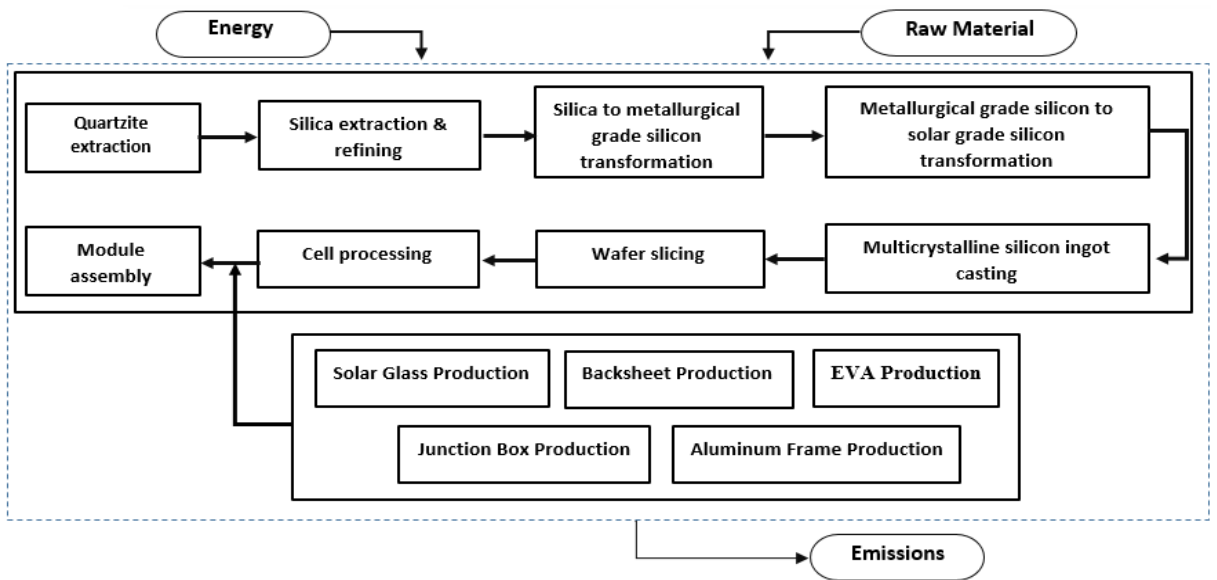 Energy
Raw Material
Quartzite
extraction
Silica extraction &
refining
Silica to metallurgical
grade silicon
transformation
Metallurgical grade silicon to
solar grade silicon
transformation
Module
assembly
Cell processing
Wafer slicing
Multicrystalline silicon ingot
casting
Solar Glass Production
Backsheet Production
EVA Production
Junction Box Production
Aluminum Frame Production
Emissions